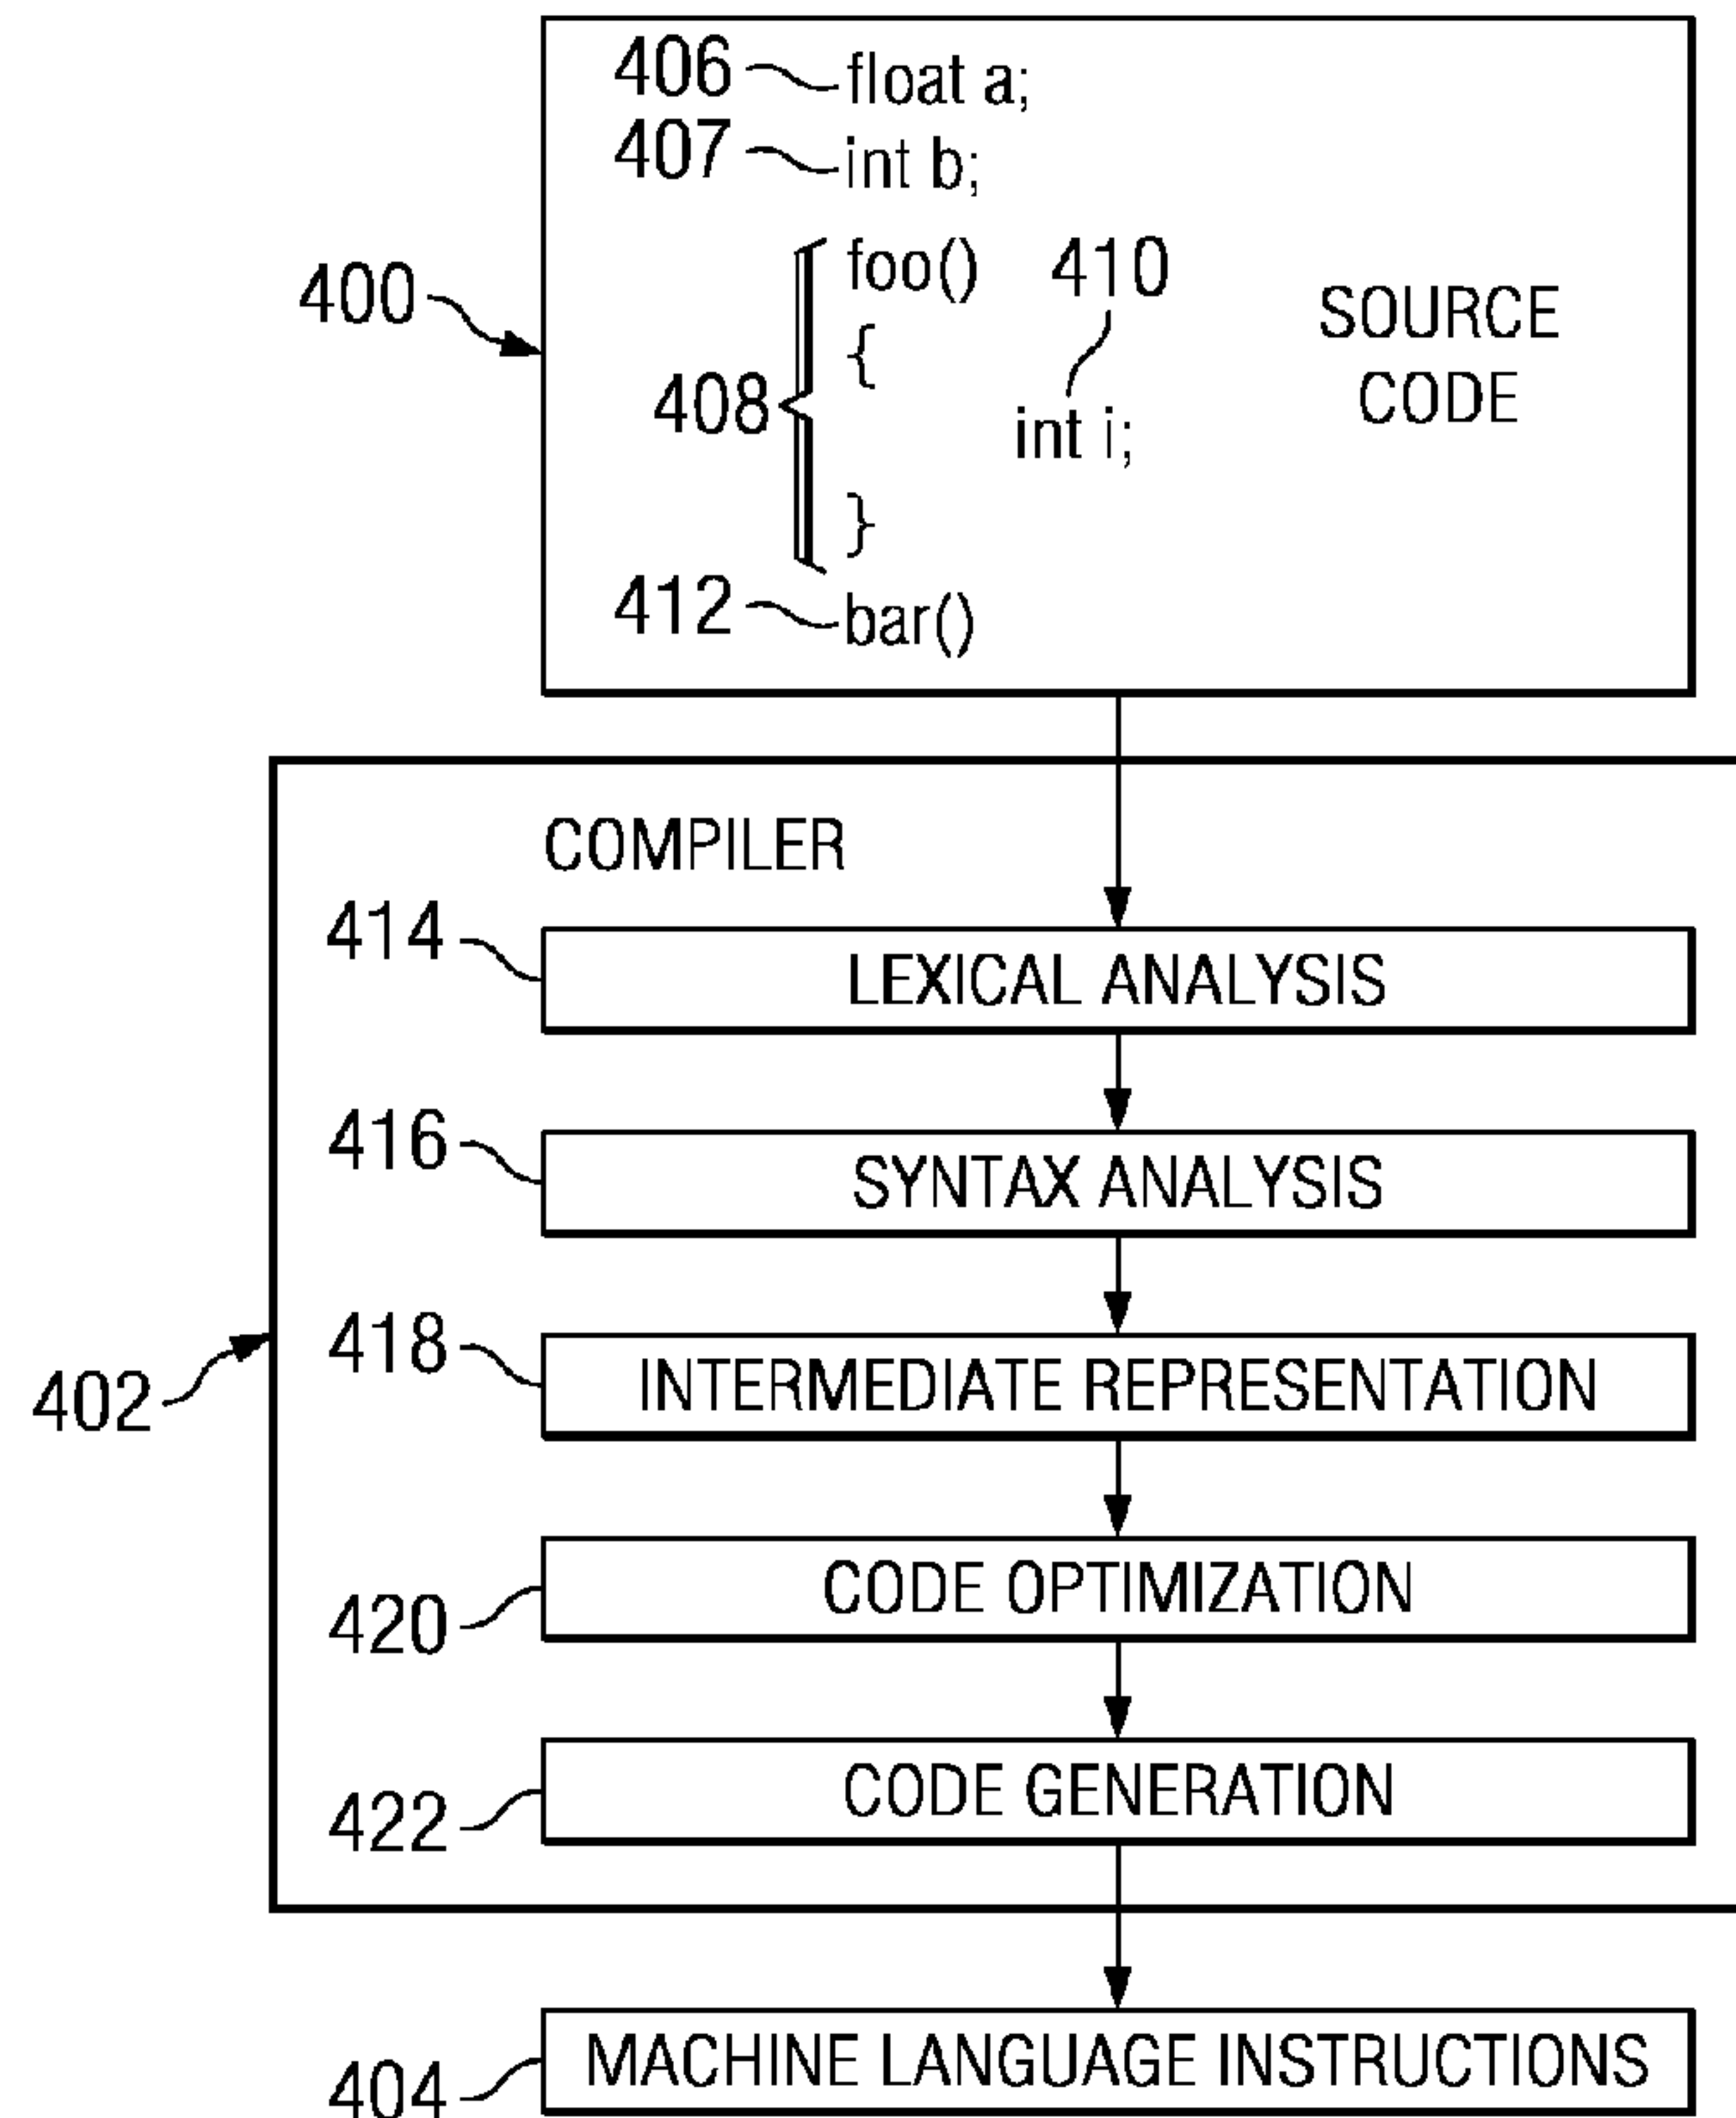 406 float a;
407 int b;
foo() 410
400 SOURCE
{
408 CODE
int i;
}
412 bar()
COMPILER
414 LEXICAL ANALYSIS
416 SYNTAX ANALYSIS
418 INTERMEDIATE REPRESENTATION
402
420 CODE OPTIMIZATION
422 CODE GENERATION
404 MACHINE LANGUAGE INSTRUCTIONS